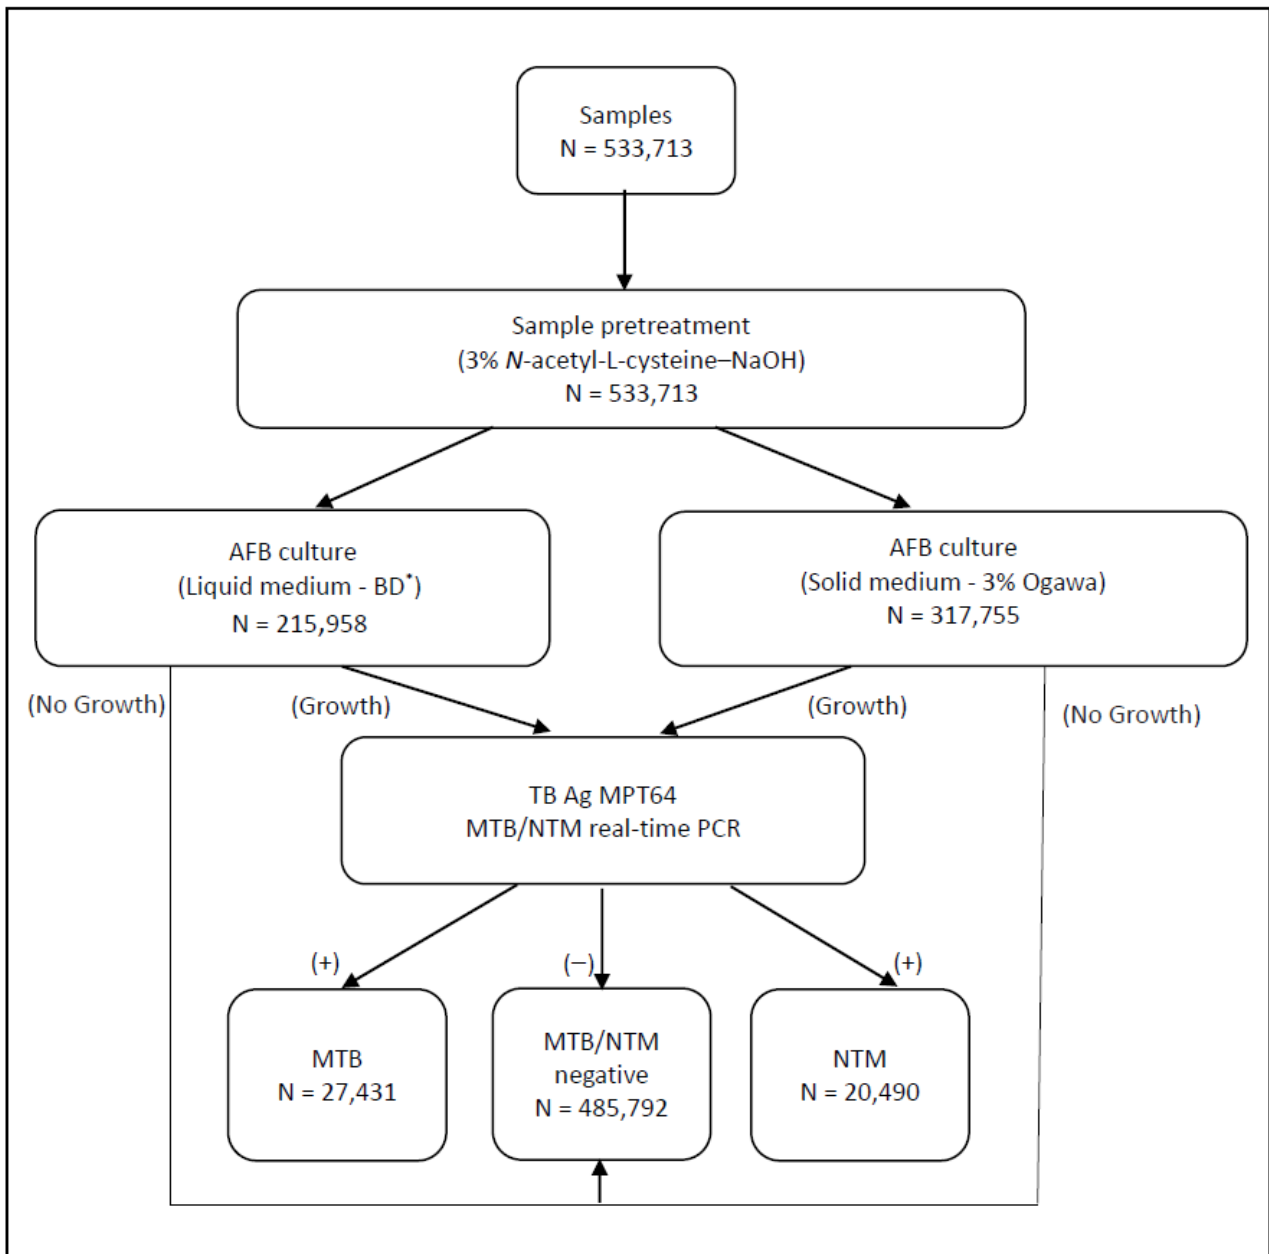 Samples
N = 533,713
Sample pretreatment
(3% N-acetyl-L-cysteine–NaOH)
N = 533,713
AFB culture
(Liquid medium - BD*)
N = 215,958
AFB culture
(Solid medium - 3% Ogawa)
N = 317,755
(No Growth)
(Growth)
(Growth)
(No Growth)
TB Ag MPT64
MTB/NTM real-time PCR
(+)
(−)
(+)
MTB
N = 27,431
MTB/NTM
negative
N = 485,792
NTM
N = 20,490